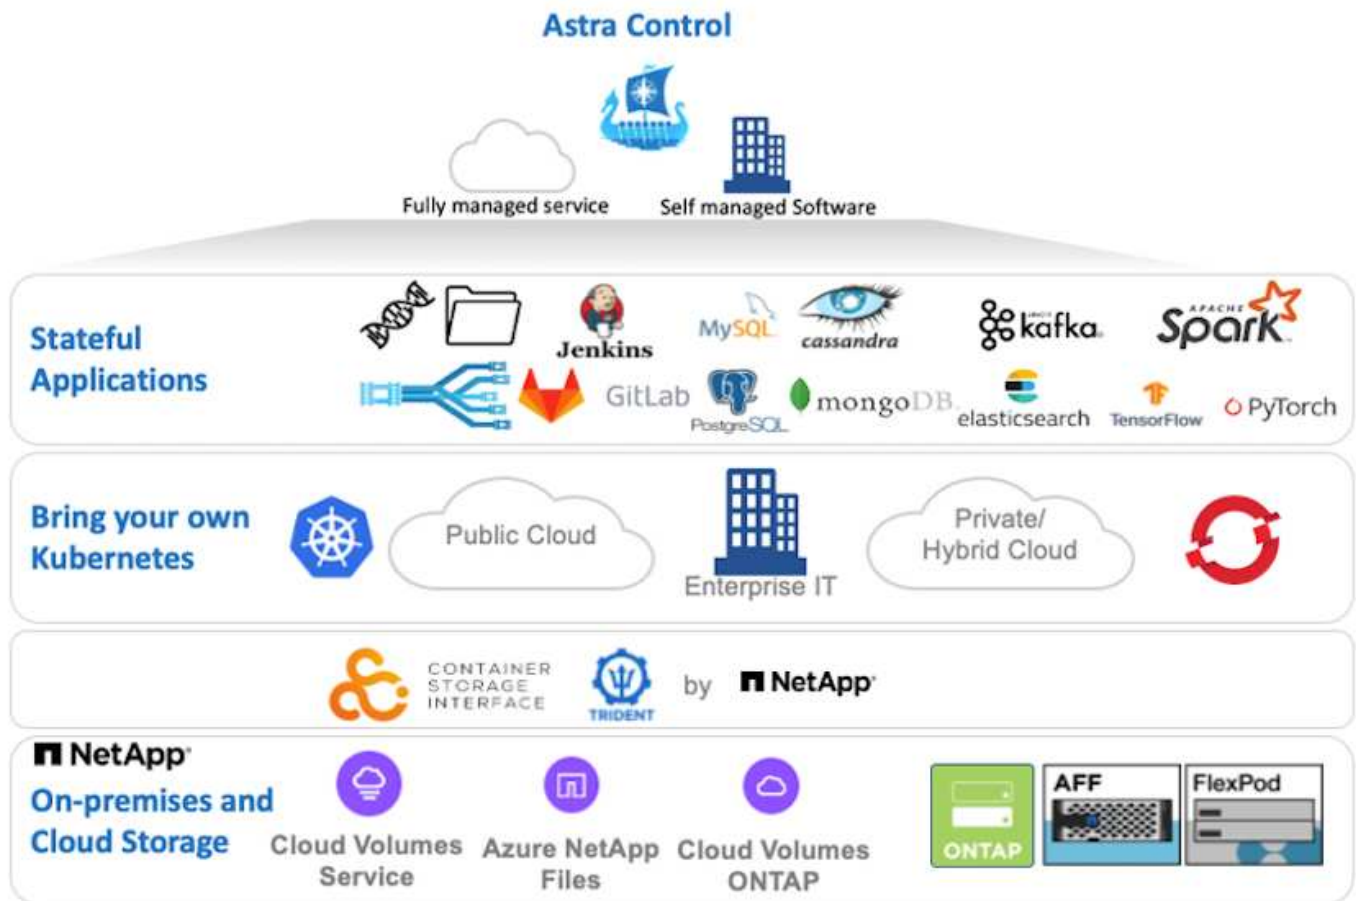 Astra Control
Fully managed service
Self managed Software
Stateful
Applications
Jenkins
MySQL
cassandra
kafka
APACHE
Spark
GitLab
PostgreSQL
mongoDB
elasticsearch
TensorFlow
PyTorch
Bring your own
Kubernetes
Public Cloud
Enterprise IT
Private/
Hybrid Cloud
CONTAINER
STORAGE
INTERFACE
TRIDENT
by
NetApp
NetApp
On-premises and
Cloud Storage
Cloud Volumes
Service
Azure NetApp
Files
Cloud Volumes
ONTAP
ONTAP
AFF
FlexPod